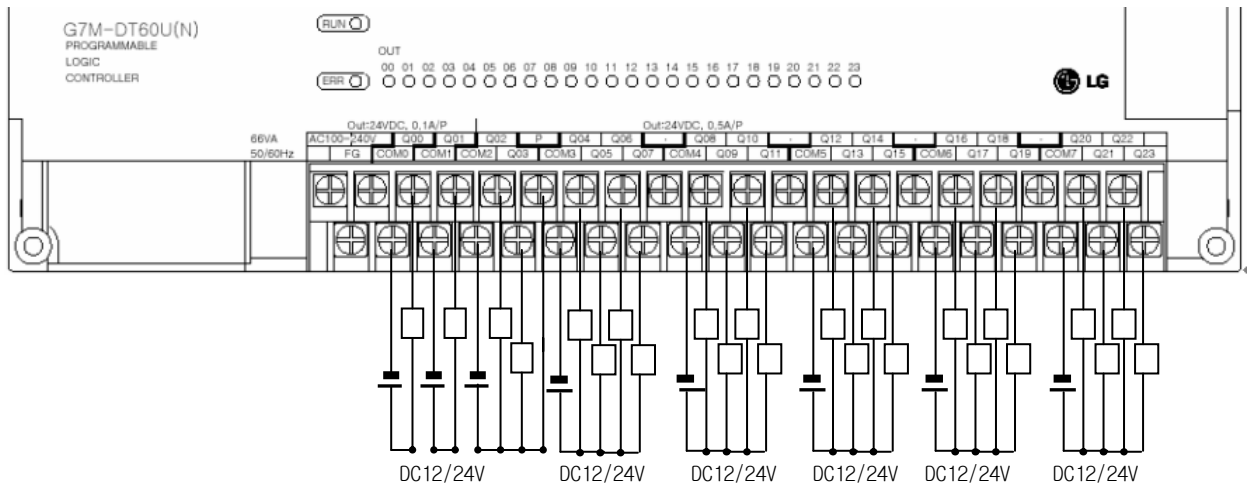 G7M-DT60U(N)
PROGRAMMABLE
LOGIC
CONTROLLER
RUN
OUT
00 01 02 03 04 05 06 07 08 09 10 11 12 13 14 15 16 17 18 19 20 21 22 23
ERR
LG
Out:24VDC, 0,1A/P Out:24VDC, 0,5A/P
66VA AC100-240V Q00 Q01 Q02 P Q04 Q06 . Q08 Q10 . Q12 Q14 . Q16 Q18 . Q20 Q22
50/60Hz FG COM0 COM1 COM2 Q03 COM3 Q05 Q07 COM4 Q09 Q11 COM5 Q13 Q15 COM6 Q17 Q19 COM7 Q21 Q23
DC12/24V DC12/24V DC12/24V DC12/24V DC12/24V DC12/24V